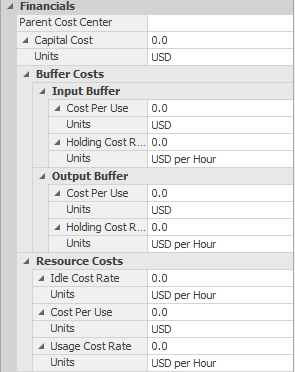 Financials
Parent Cost Center
Capital Cost 0.0
Units USD
Buffer Costs
Input Buffer
Cost Per Use 0.0
Units USD
Holding Cost R... 0.0
Units USD per Hour
Output Buffer
Cost Per Use 0.0
Units USD
Holding Cost R... 0.0
Units USD per Hour
Resource Costs
Idle Cost Rate 0.0
Units USD per Hour
Cost Per Use 0.0
Units USD
Usage Cost Rate 0.0
Units USD per Hour